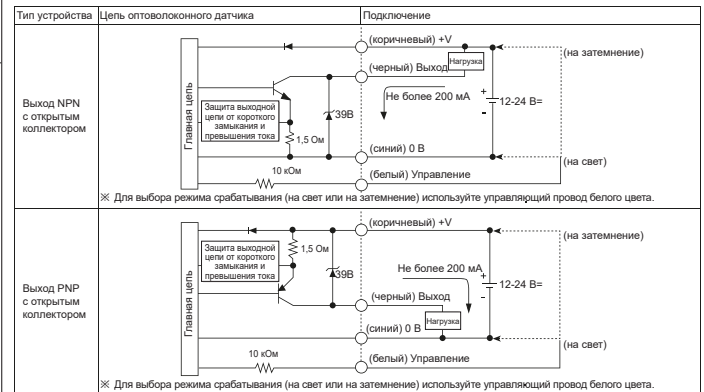 Тип устройства Цепь оптоволоконного датчика Подключение
Выход NPN
с открытым
коллектором
Главная цепь
Защита выходной
цепи от короткого
замыкания и
превышения тока
1,5 Ом
39В
10 кОм
(коричневый) +V
(черный) Выход
Нагрузка
Не более 200 мА
+
-
12-24 В=
(синий) 0 В
(белый) Управление
(на затемнение)
(на свет)
※ Для выбора режима срабатывания (на свет или на затемнение) используйте управляющий провод белого цвета.
Выход PNP
с открытым
коллектором
Главная цепь
Защита выходной
цепи от короткого
замыкания и
превышения тока
1,5 Ом
39В
10 кОм
(коричневый) +V
Не более 200 мА
+
-
12-24 В=
(черный) Выход
Нагрузка
(синий) 0 В
(белый) Управление
(на затемнение)
(на свет)
※ Для выбора режима срабатывания (на свет или на затемнение) используйте управляющий провод белого цвета.